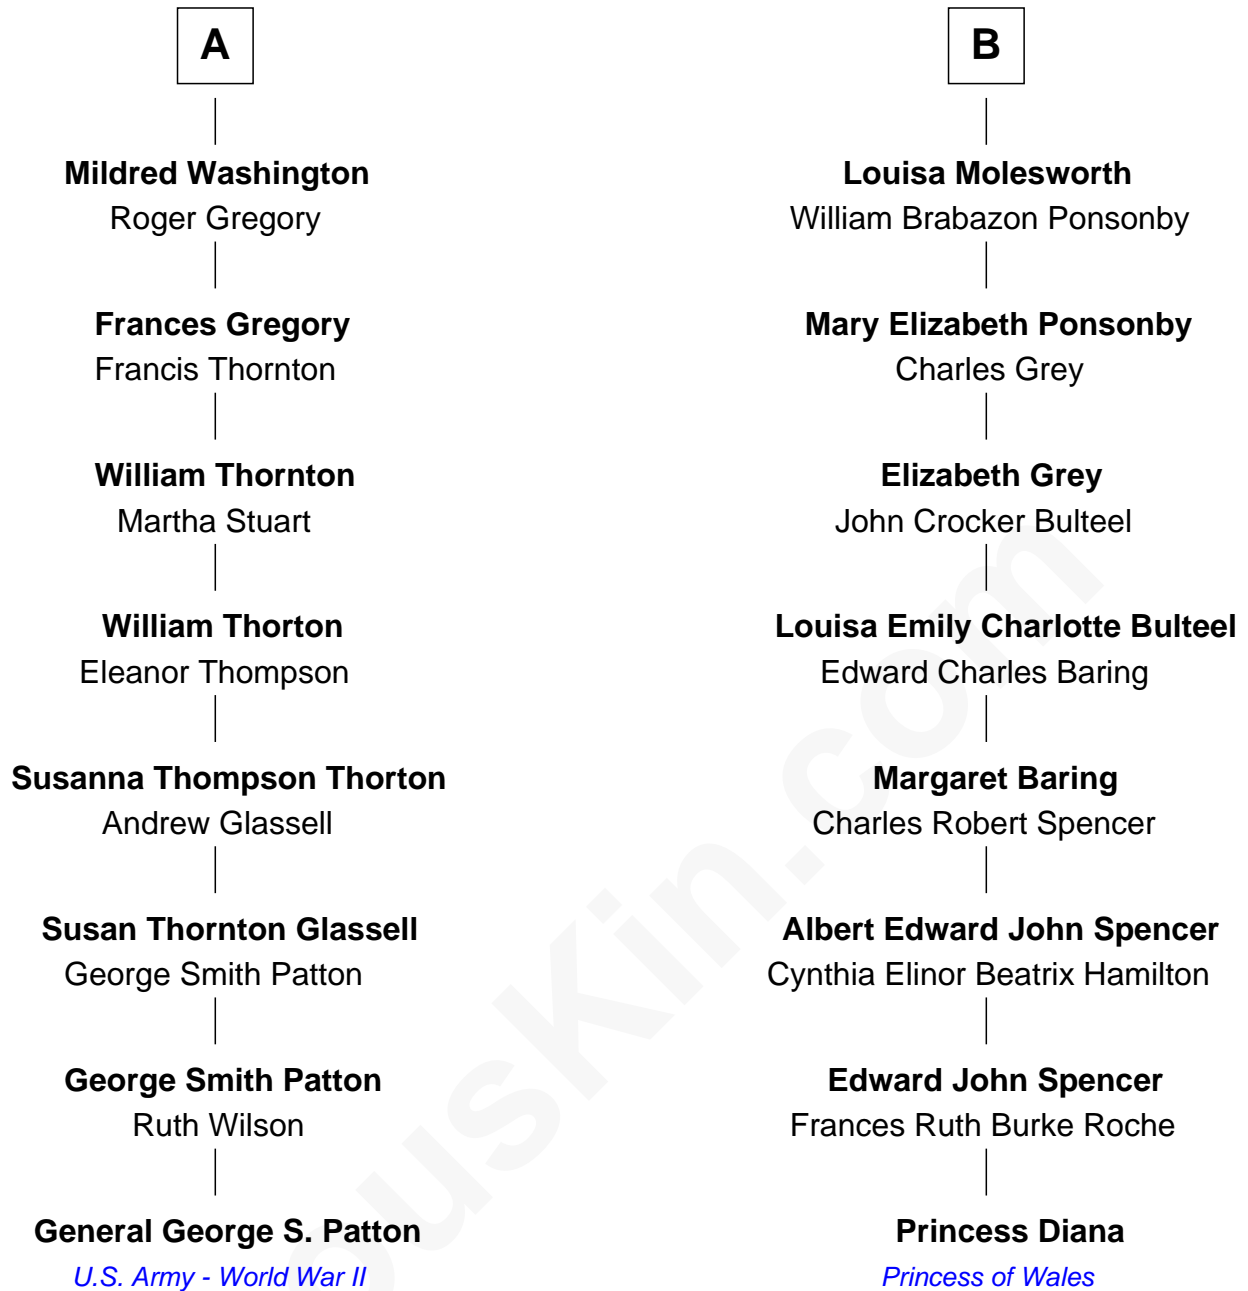 A
Mildred Washington
Roger Gregory
Frances Gregory
Francis Thornton
William Thornton
Martha Stuart
William Thorton
Eleanor Thompson
Susanna Thompson Thorton
Andrew Glassell
Susan Thornton Glassell
George Smith Patton
George Smith Patton
Ruth Wilson
General George S. Patton
U.S. Army - World War II
B
Louisa Molesworth
William Brabazon Ponsonby
Mary Elizabeth Ponsonby
Charles Grey
Elizabeth Grey
John Crocker Bulteel
Louisa Emily Charlotte Bulteel
Edward Charles Baring
Margaret Baring
Charles Robert Spencer
Albert Edward John Spencer
Cynthia Elinor Beatrix Hamilton
Edward John Spencer
Frances Ruth Burke Roche
Princess Diana
Princess of Wales
ousKin.com